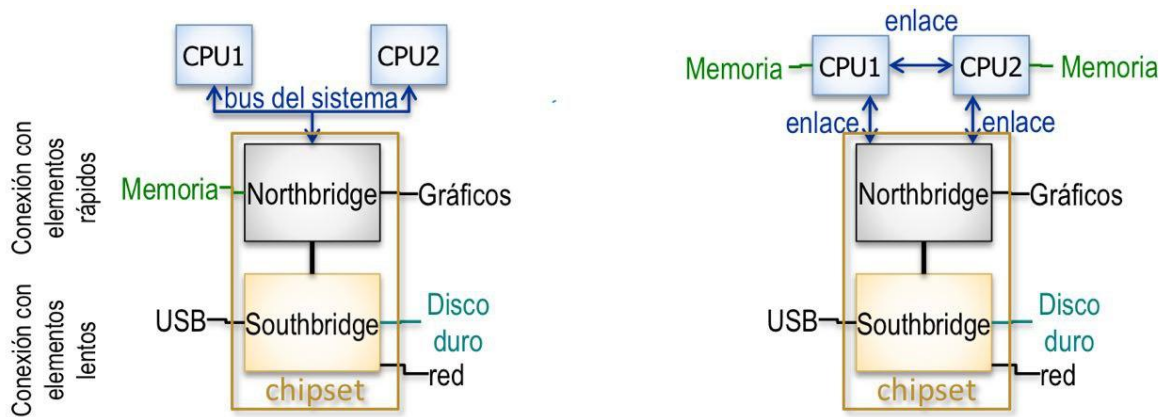 CPU1
CPU2
bus del sistema
Conexión con
elementos
rápidos
Memoria
Northbridge
Gráficos
Conexión con
elementos
lentos
USB
Southbridge
Disco
duro
red
chipset
enlace
Memoria
CPU1
CPU2
Memoria
enlace
enlace
Northbridge
Gráficos
USB
Southbridge
Disco
duro
red
chipset